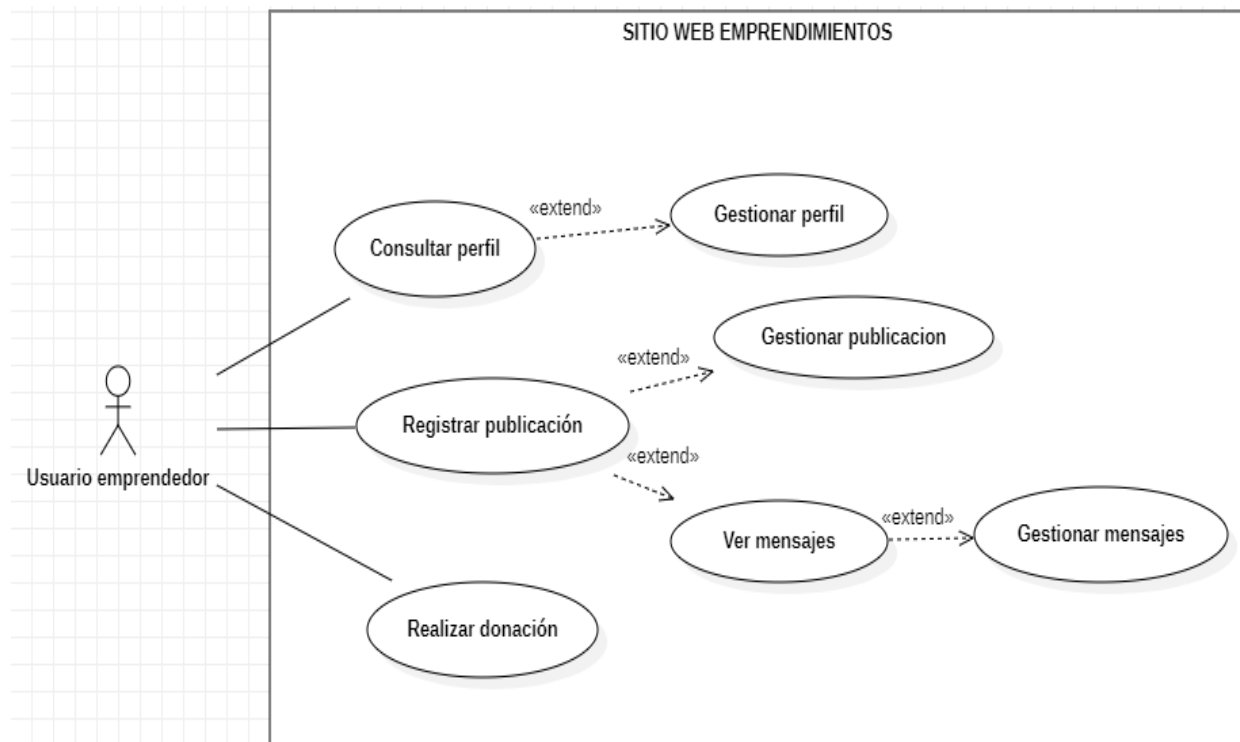 SITIO WEB EMPRENDIMIENTOS
«extend»
Gestionar perfil
Consultar perfil
Gestionar publicacion
«extend»
Registrar publicación
«extend»
Usuario emprendedor
«extend»
Ver mensajes
Gestionar mensajes
Realizar donación